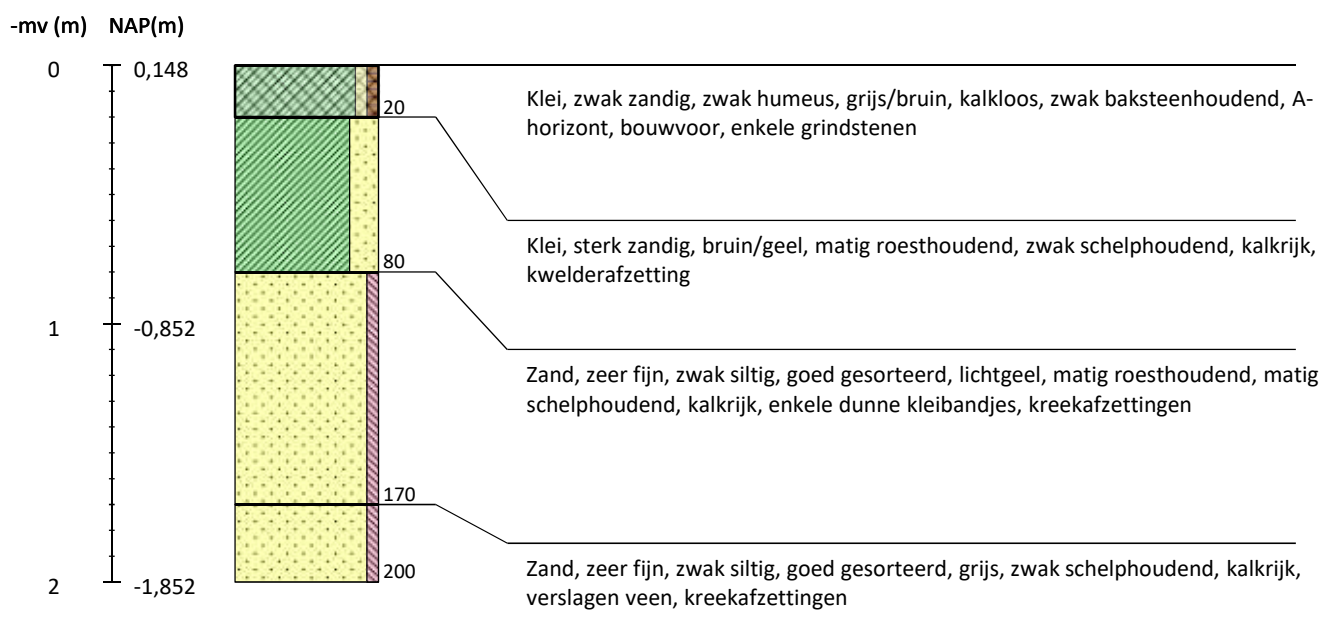 -mv (m) NAP(m)
0 0,148
20
Klei, zwak zandig, zwak humeus, grijs/bruin, kalkloos, zwak baksteenhoudend, A-
horizont, bouwvoor, enkele grindstenen
Klei, sterk zandig, bruin/geel, matig roesthoudend, zwak schelphoudend, kalkrijk,
kwelderafzetting
80
1 -0,852
Zand, zeer fijn, zwak siltig, goed gesorteerd, lichtgeel, matig roesthoudend, matig
schelphoudend, kalkrijk, enkele dunne kleibandjes, kreekafzettingen
170
Zand, zeer fijn, zwak siltig, goed gesorteerd, grijs, zwak schelphoudend, kalkrijk,
verslagen veen, kreekafzettingen
200
2 -1,852